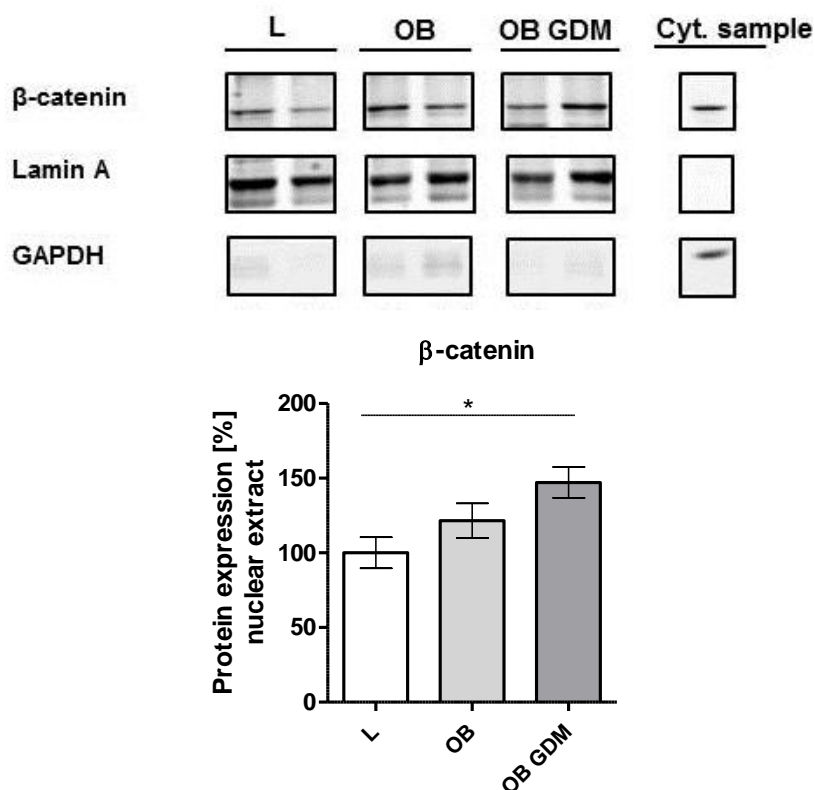 L OB OB GDM Cyt. sample
β-catenin
Lamin A
GAPDH
β-catenin
Protein expression [%]
nuclear extract
200
150
100
50
0
*
L
OB
OB GDM